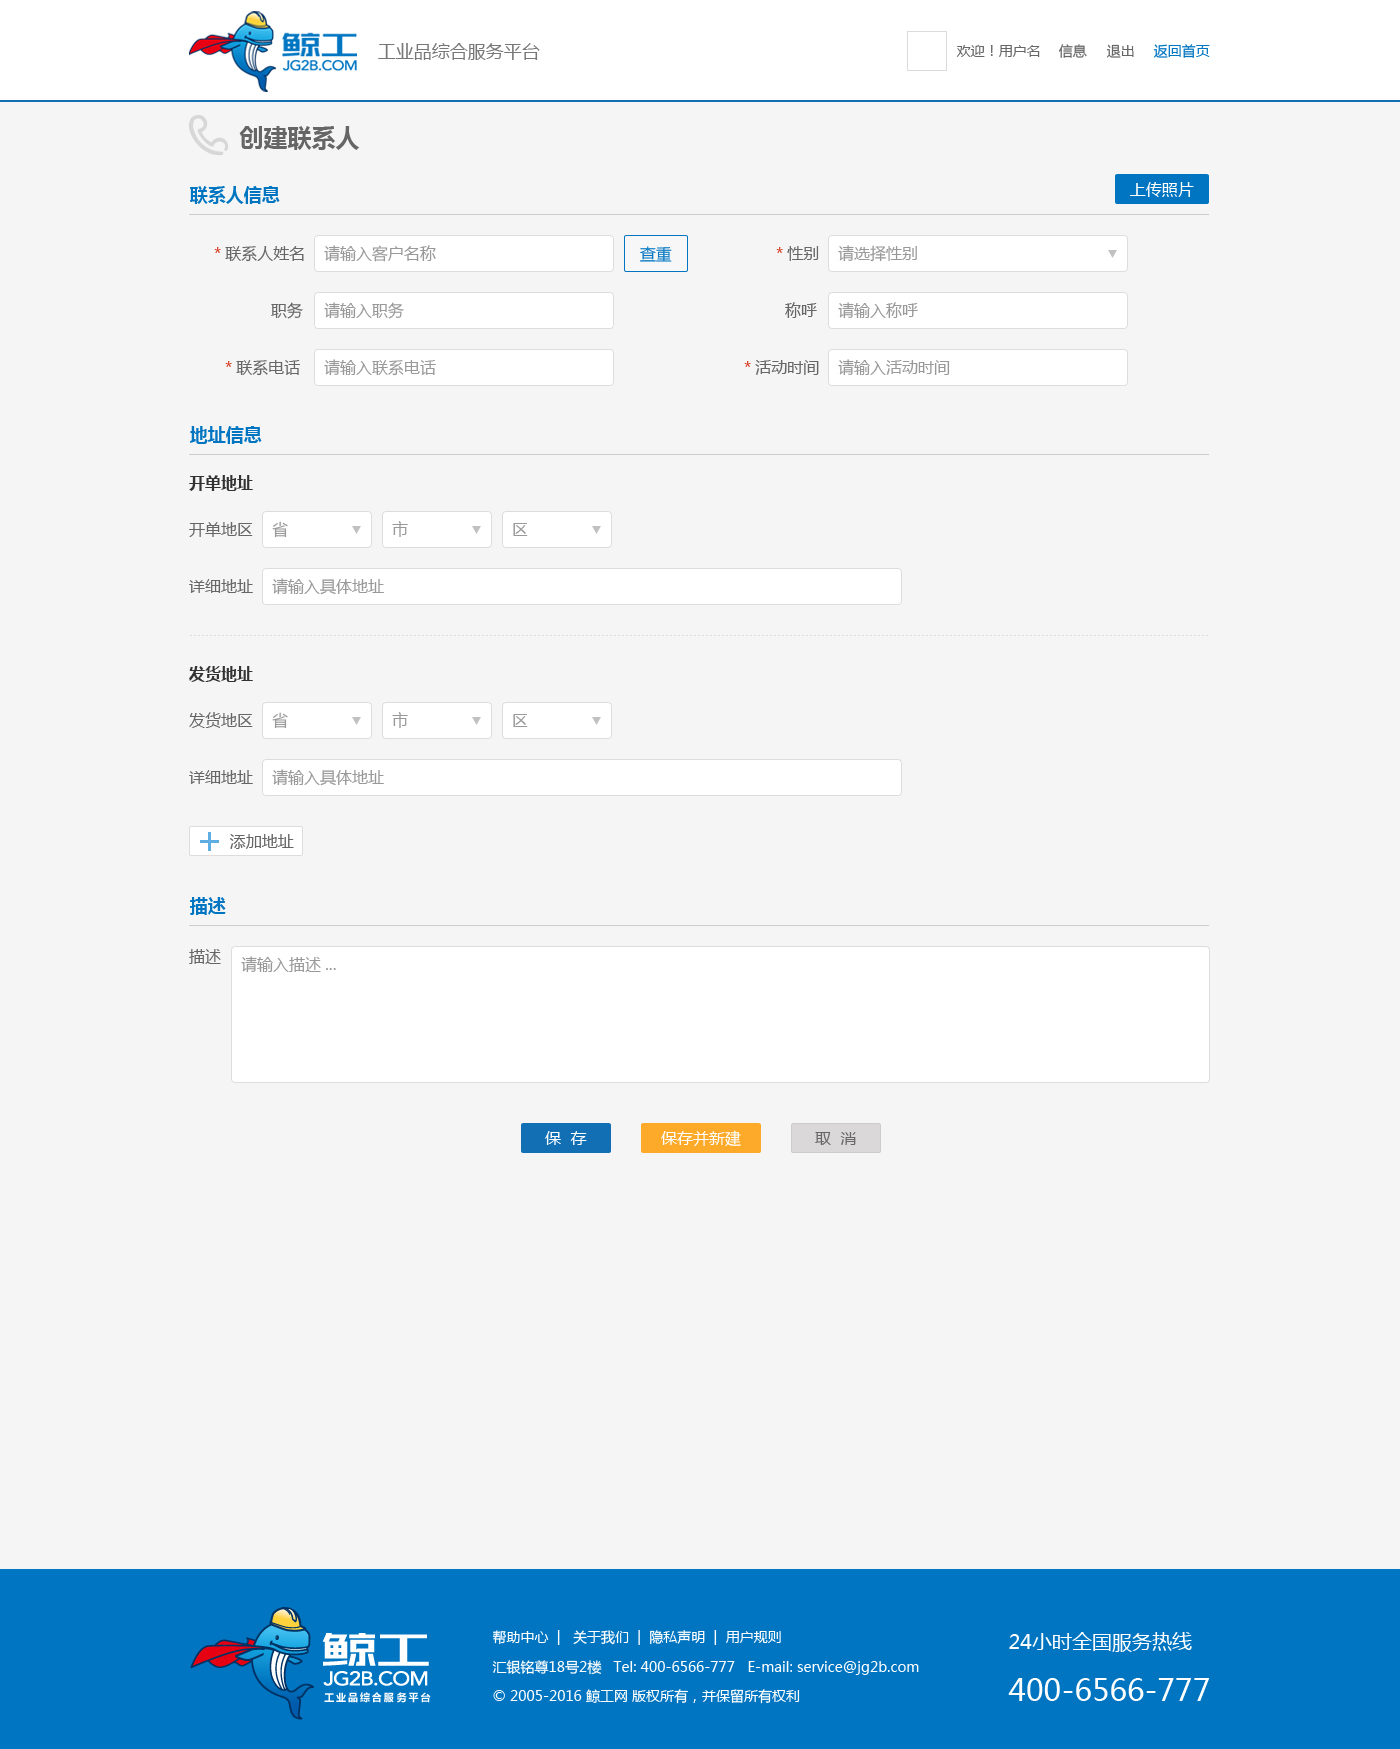 鲸工
JG2B.COM
工业品综合服务平台
欢迎！用户名 信息 退出 返回首页
创建联系人
联系人信息
上传照片
* 联系人姓名 请输入客户名称 查重 * 性别 请选择性别
职务 请输入职务 称呼 请输入称呼
* 联系电话 请输入联系电话 * 活动时间 请输入活动时间
地址信息
开单地址
开单地区 省 市 区
详细地址 请输入具体地址
发货地址
发货地区 省 市 区
详细地址 请输入具体地址
添加地址
描述
描述 请输入描述 ...
保 存 保存并新建 取 消
鲸工
JG2B.COM
工业品综合服务平台
帮助中心 | 关于我们 | 隐私声明 | 用户规则
汇银铭尊18号2楼 Tel: 400-6566-777 E-mail: service@jg2b.com
© 2005-2016 鲸工网 版权所有，并保留所有权利
24小时全国服务热线
400-6566-777